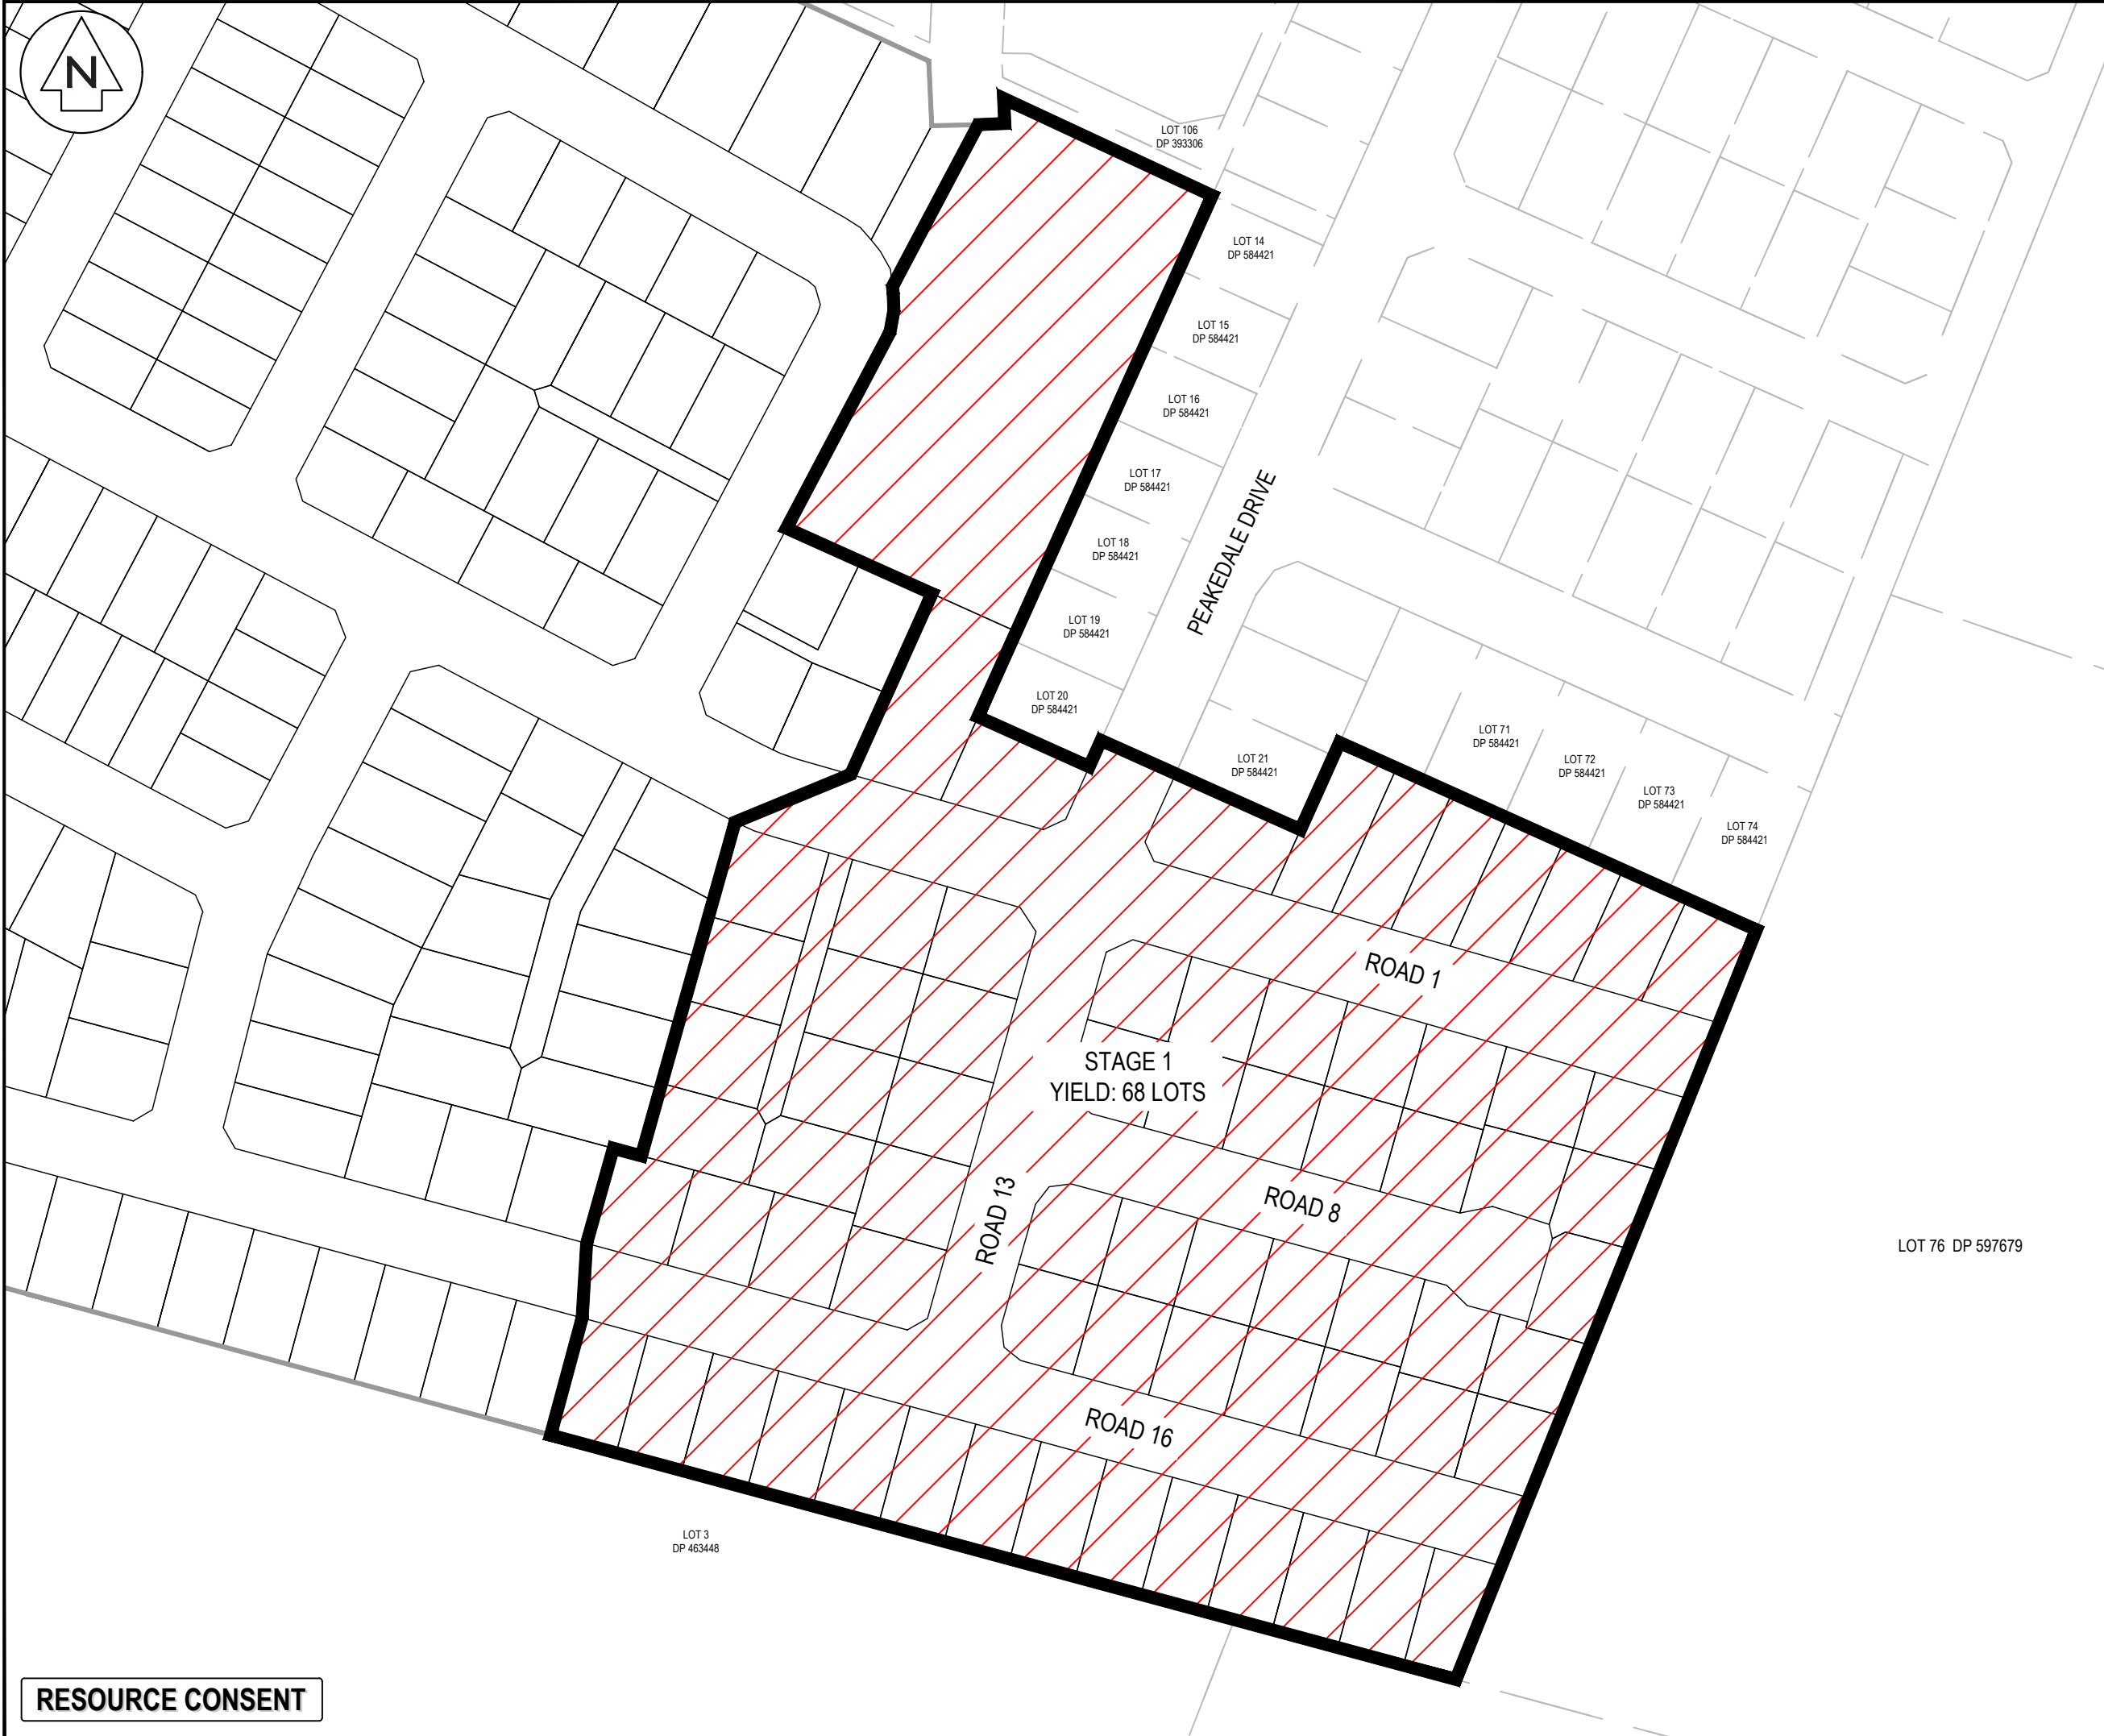 N
LOT 106
DP 393306
LOT 14
DP 584421
LOT 15
DP 584421
LOT 16
DP 584421
LOT 17
DP 584421
LOT 18
DP 584421
LOT 19
DP 584421
LOT 20
DP 584421
PEAKEDALE DRIVE
LOT 21
DP 584421
LOT 71
DP 584421
LOT 72
DP 584421
LOT 73
DP 584421
LOT 74
DP 584421
ROAD 1
STAGE 1
YIELD: 68 LOTS
ROAD 13
ROAD 8
LOT 76 DP 597679
ROAD 16
LOT 3
DP 463448
RESOURCE CONSENT